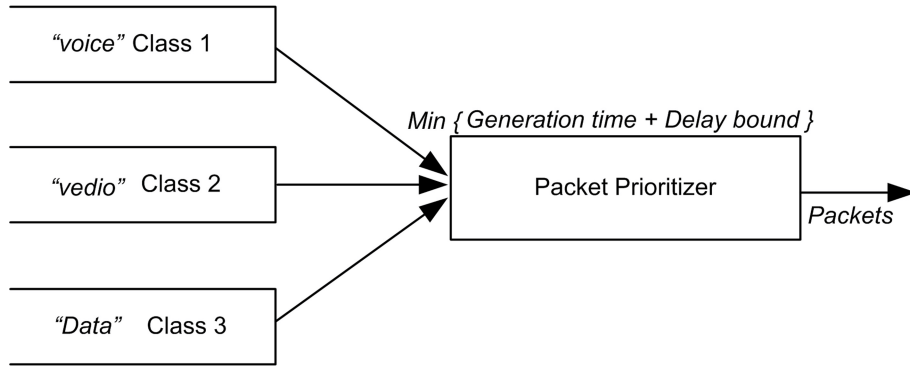 “voice” Class 1
Min { Generation time + Delay bound }
“vedio” Class 2
Packet Prioritizer
Packets
“Data” Class 3